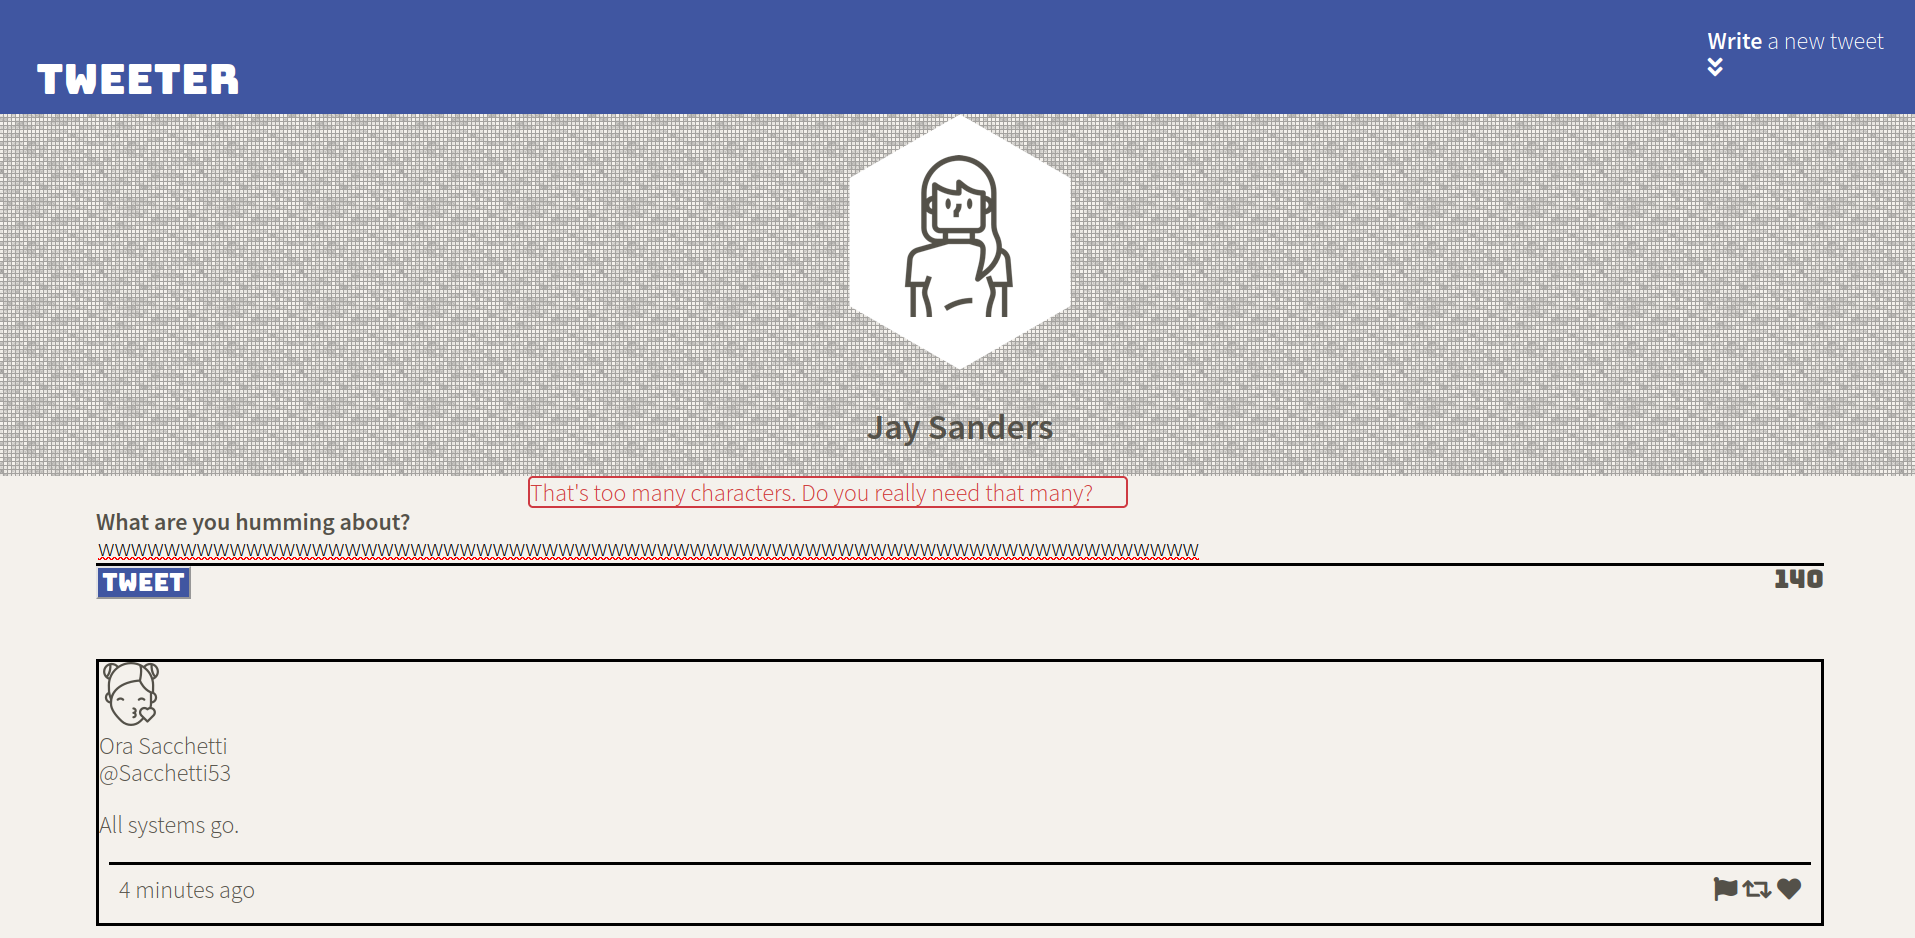 Write a new tweet
TWEETER
Jay Sanders
That's too many characters. Do you really need that many?
What are you humming about?
wwwwwwwwwwwwwwwwwwwwwwwwwwwwwwwwwwwwwwwwwwwwwwwwwwwwwwwwwwwwwwwwwww
TWEET
140
Ora Sacchetti
@Sacchetti53
All systems go.
4 minutes ago